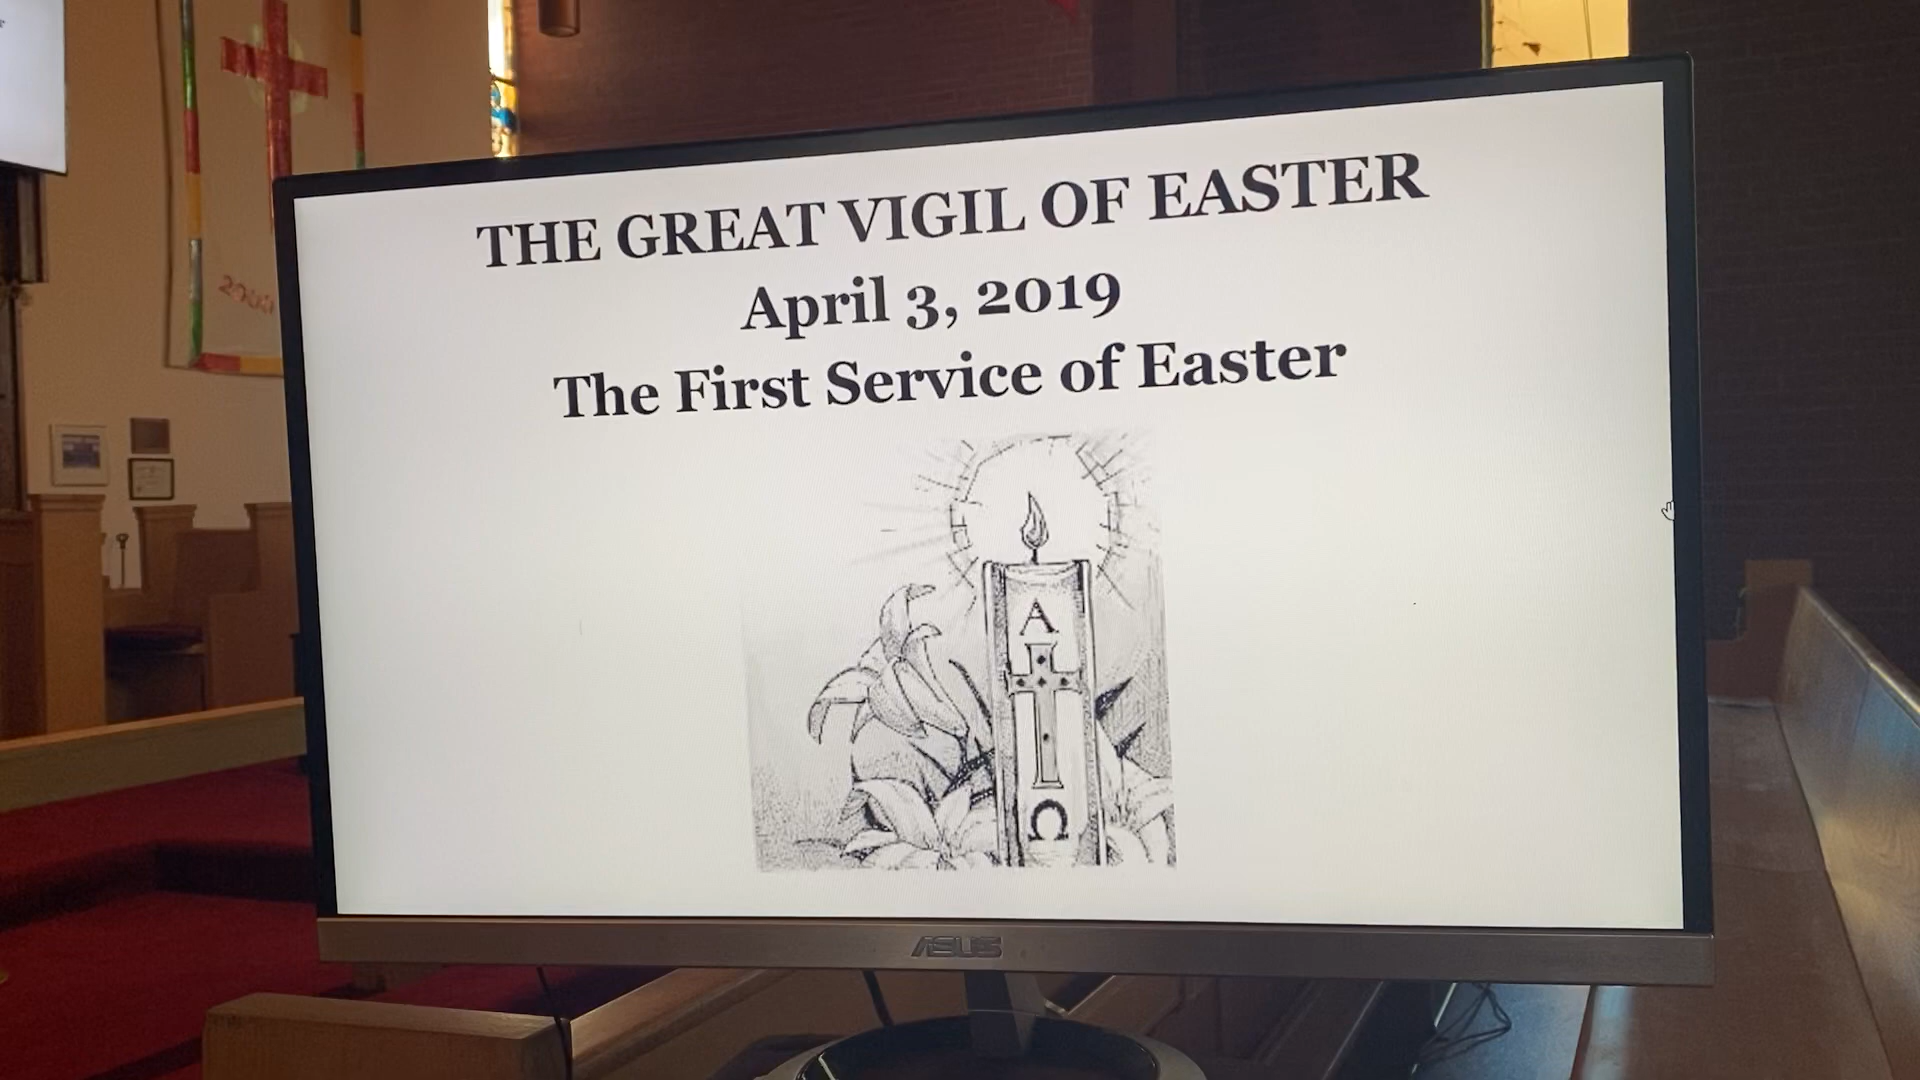 THE GREAT VIGIL OF EASTER
April 3, 2019
The First Service of Easter
Α
Ω
ASUS